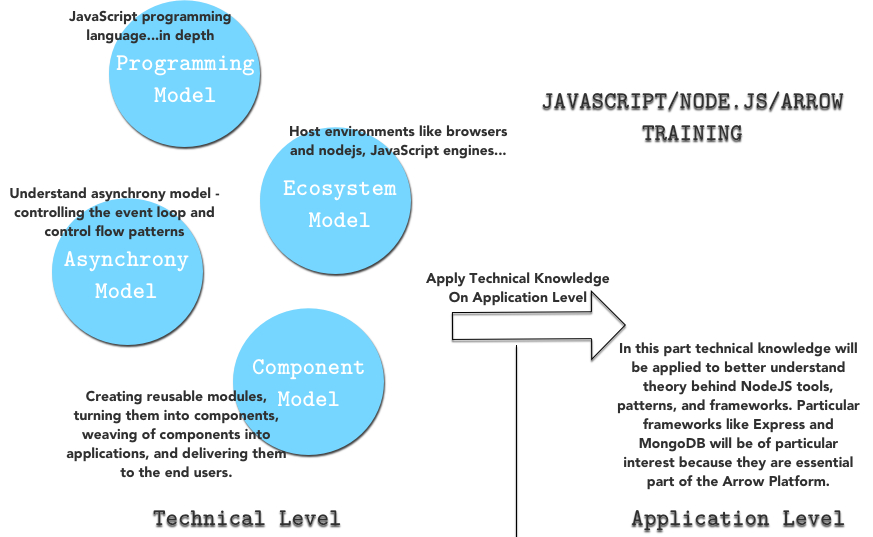 JavaScript programming
language...in depth
Programming
Model
JAVASCRIPT/NODE.JS/ARROW
TRAINING
Host environments like browsers
and nodejs, JavaScript engines...
Ecosystem
Model
Understand asynchrony model -
controlling the event loop and
control flow patterns
Asynchrony
Model
Apply Technical Knowledge
On Application Level
Component
Model
Creating reusable modules,
turning them into components,
weaving of components into
applications, and delivering them
to the end users.
In this part technical knowledge will
be applied to better understand
theory behind NodeJS tools,
patterns, and frameworks. Particular
frameworks like Express and
MongoDB will be of particular
interest because they are essential
part of the Arrow Platform.
Technical Level
Application Level